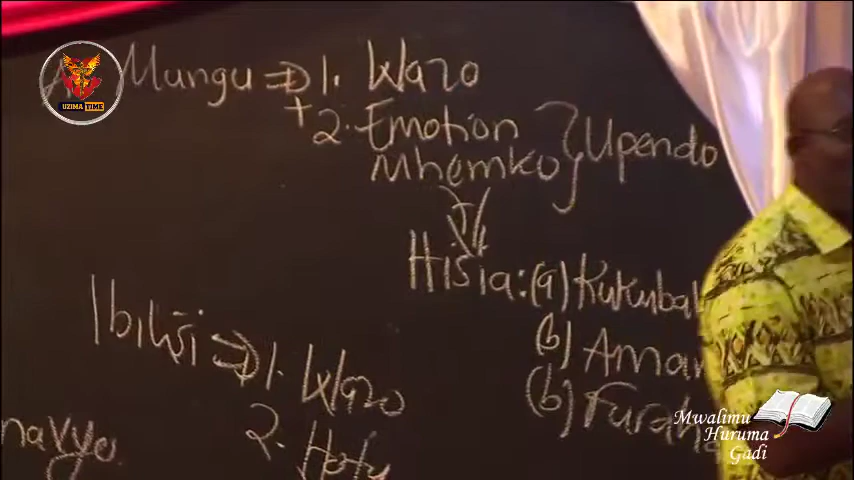 A. Mungu => 1. Wazo
+ 2. Emotion
Mhemko } Upendo
Hisia: (a) Kukubal
(b) Aman
(b) Furaha
Ibilisi => 1. Wazo
2. Hofu
navyo
UZIMA TIME
Mwalimu
Huruma
Gadi